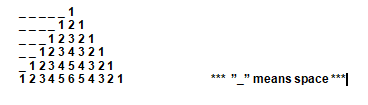 _ _ _ _ _ 1
_ _ _ _ 1 2 1
_ _ _ 1 2 3 2 1
_ _ 1 2 3 4 3 2 1
_ 1 2 3 4 5 4 3 2 1
1 2 3 4 5 6 5 4 3 2 1 *** ”_” means space ***